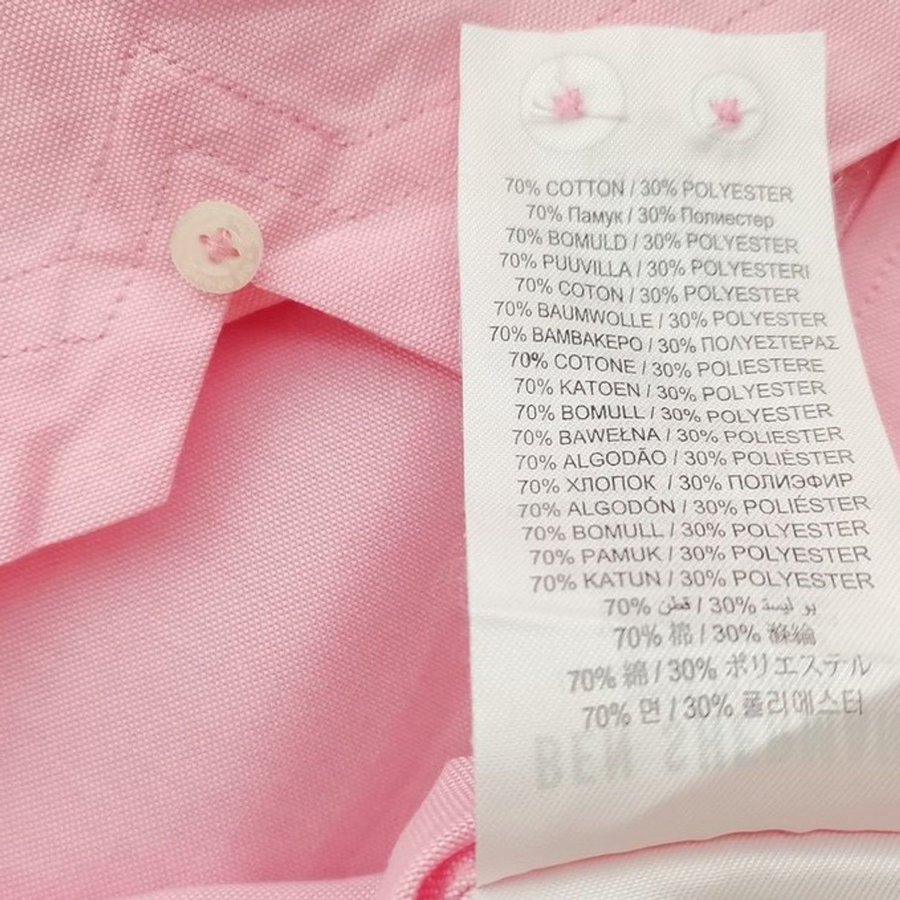 70% COTTON / 30% POLYESTER
70% Памук / 30% Полиестер
70% BOMULD / 30% POLYESTER
70% PUUVILLA / 30% POLYESTERI
70% COTON / 30% POLYESTER
70% BAUMWOLLE / 30% POLYESTER
70% ΒΑΜΒΑΚΕΡΟ / 30% ΠΟΛΥΕΣΤΕΡΑΣ
70% COTONE / 30% POLIESTERE
70% KATOEN / 30% POLYESTER
70% BOMULL / 30% POLYESTER
70% BAWEŁNA / 30% POLYESTER
70% ALGODÃO / 30% POLIÉSTER
70% ХЛОПОК / 30% ПОЛИЭФИР
70% ALGODÓN / 30% POLIÉSTER
70% BOMULL / 30% POLYESTER
70% PAMUK / 30% POLYESTER
70% KATUN / 30% POLYESTER
70% قطن / 30%
70% 棉 / 30% 滌綸
70% 綿 / 30% ポリエステル
70% 면 / 30% 폴리에스터
BEN SHERMAN